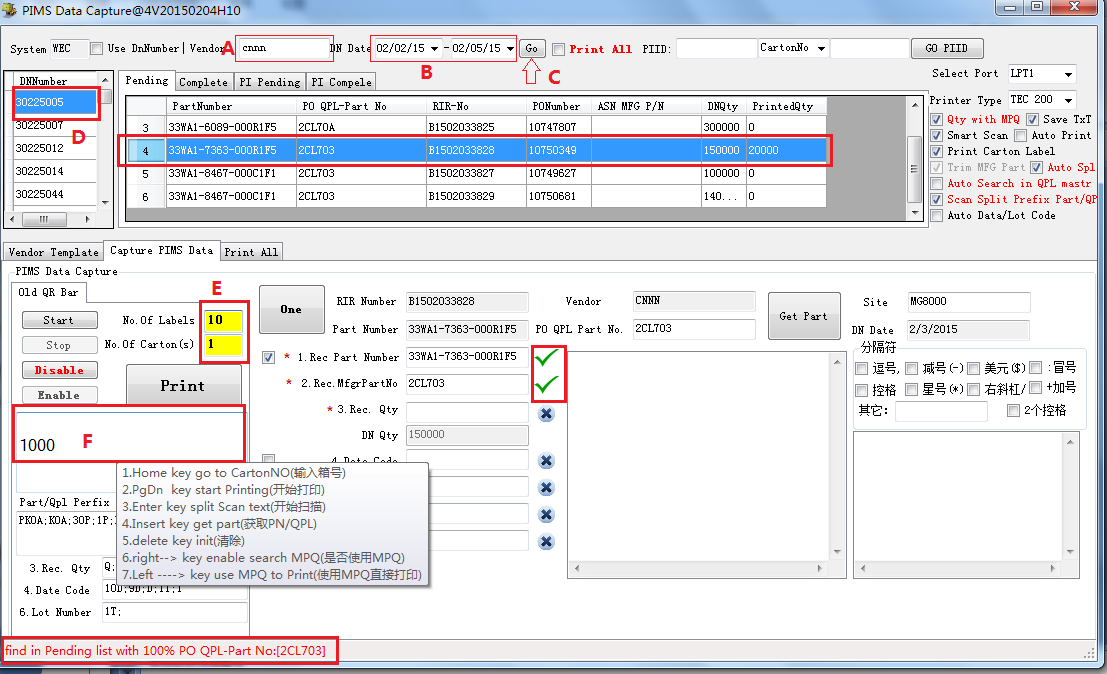 PIMS Data Capture@4V20150204H10
System WEC Use DnNumber| Vendor A cnnn DN Date 02/02/15 - 02/05/15 Go Print All PIID: CartonNo GO PIID
B C
DNNumber
30225005
30225007
30225012
30225014
30225044
D
Pending Complete PI Pending PI Compele
PartNumber PO QPL-Part No RIR-No PONumber ASN MFG P/N DNQty PrintedQty
3 33WA1-6089-000R1F5 2CL70A B1502033825 10747807 300000 0
4 33WA1-7363-000R1F5 2CL703 B1502033828 10750349 150000 20000
5 33WA1-8467-000C1F1 2CL703 B1502033827 10749627 100000 0
6 33WA1-8467-000C1F1 2CL703 B1502033829 10750681 140... 0
Select Port LPT1
Printer Type TEC 200
Qty with MPQ Save TxT
Smart Scan Auto Print
Print Carton Label
Trim MFG Part Auto Spl
Auto Search in QPL mastr
Scan Split Prefix Part/QP
Auto Data/Lot Code
Vendor Template Capture PIMS Data Print All
PIMS Data Capture
Old QR Bar
E
Start No.Of Labels 10
Stop No.Of Carton(s) 1
Disable
Enable
Print
1000 F
Part/Qpl Perfix
3. Rec. Qty Q;
4.Date Code
6.Lot Number 1T;
One
RIR Number B1502033828 Vendor CNNN
Part Number 33WA1-7363-000R1F5 PO QPL Part No. 2CL703
Get Part
* 1.Rec Part Number 33WA1-7363-000R1F5
* 2.Rec.MfgrPartNo 2CL703
* 3.Rec. Qty
DN Qty 150000
4.Date Code
1.Home key go to CartonNO(输入箱号)
2.PgDn key start Printing(开始打印)
3.Enter key split Scan text(开始扫描)
4.Insert key get part(获取PN/QPL)
5.delete key init(清除)
6.right--> key enable search MPQ(是否使用MPQ)
7.Left ----> key use MPQ to Print(使用MPQ直接打印)
Site MG8000
DN Date 2/3/2015
分隔符
逗号, 减号(-) 美元($) :冒号
控格 星号(*) 右斜杠/ +加号
其它: 2个控格
find in Pending list with 100% PO QPL-Part No:[2CL703]